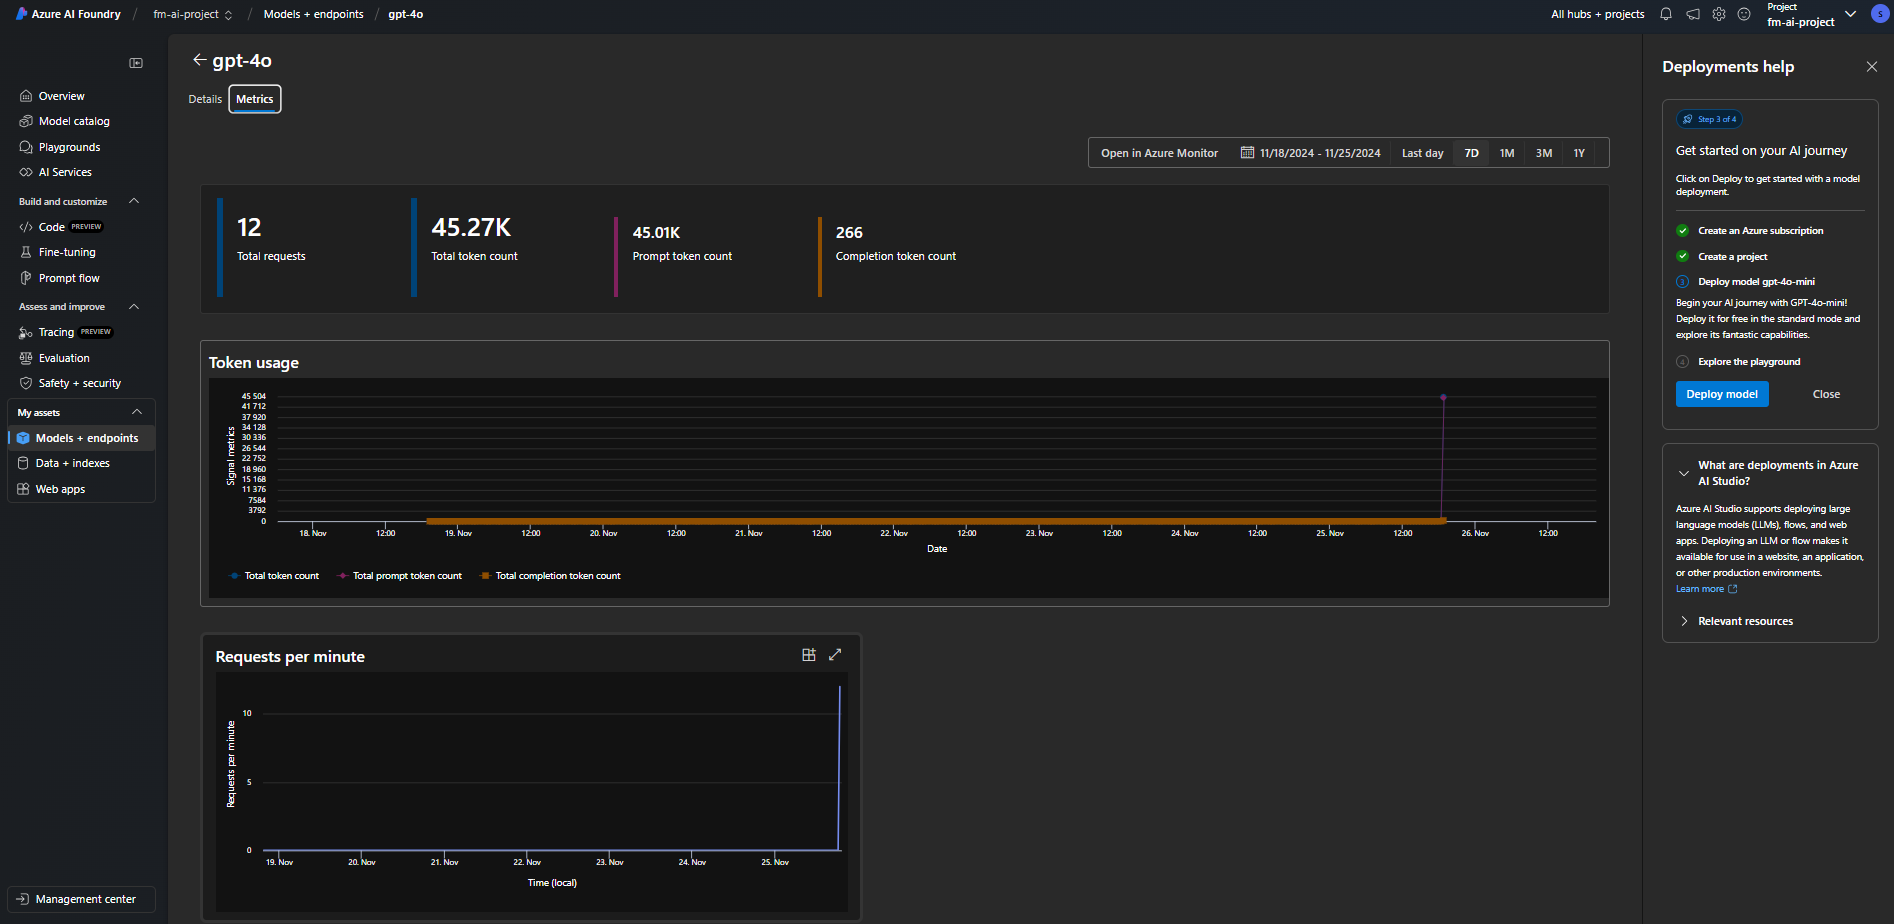 Azure AI Foundry / fm-ai-project / Models + endpoints / gpt-4o
All hubs + projects
Project
fm-ai-project
S
Overview
Model catalog
Playgrounds
AI Services
Build and customize
Code PREVIEW
Fine-tuning
Prompt flow
Assess and improve
Tracing PREVIEW
Evaluation
Safety + security
My assets
Models + endpoints
Data + indexes
Web apps
Management center
gpt-4o
Details Metrics
Open in Azure Monitor 11/18/2024 - 11/25/2024 Last day 7D 1M 3M 1Y
12
Total requests
45.27K
Total token count
45.01K
Prompt token count
266
Completion token count
Token usage
Signal metrics
45 504
41 712
37 920
34 128
30 336
26 544
22 752
18 960
15 168
11 376
7584
3792
0
18. Nov 12:00 19. Nov 12:00 20. Nov 12:00 21. Nov 12:00 22. Nov 12:00 23. Nov 12:00 24. Nov 12:00 25. Nov 12:00 26. Nov 12:00
Date
Total token count Total prompt token count Total completion token count
Requests per minute
Requests per minute
10
5
0
19. Nov 20. Nov 21. Nov 22. Nov 23. Nov 24. Nov 25. Nov
Time (local)
Deployments help
Step 3 of 4
Get started on your AI journey
Click on Deploy to get started with a model
deployment.
Create an Azure subscription
Create a project
3 Deploy model gpt-4o-mini
Begin your AI journey with GPT-4o-mini!
Deploy it for free in the standard mode and
explore its fantastic capabilities.
4 Explore the playground
Deploy model Close
What are deployments in Azure
AI Studio?
Azure AI Studio supports deploying large
language models (LLMs), flows, and web
apps. Deploying an LLM or flow makes it
available for use in a website, an application,
or other production environments.
Learn more
Relevant resources